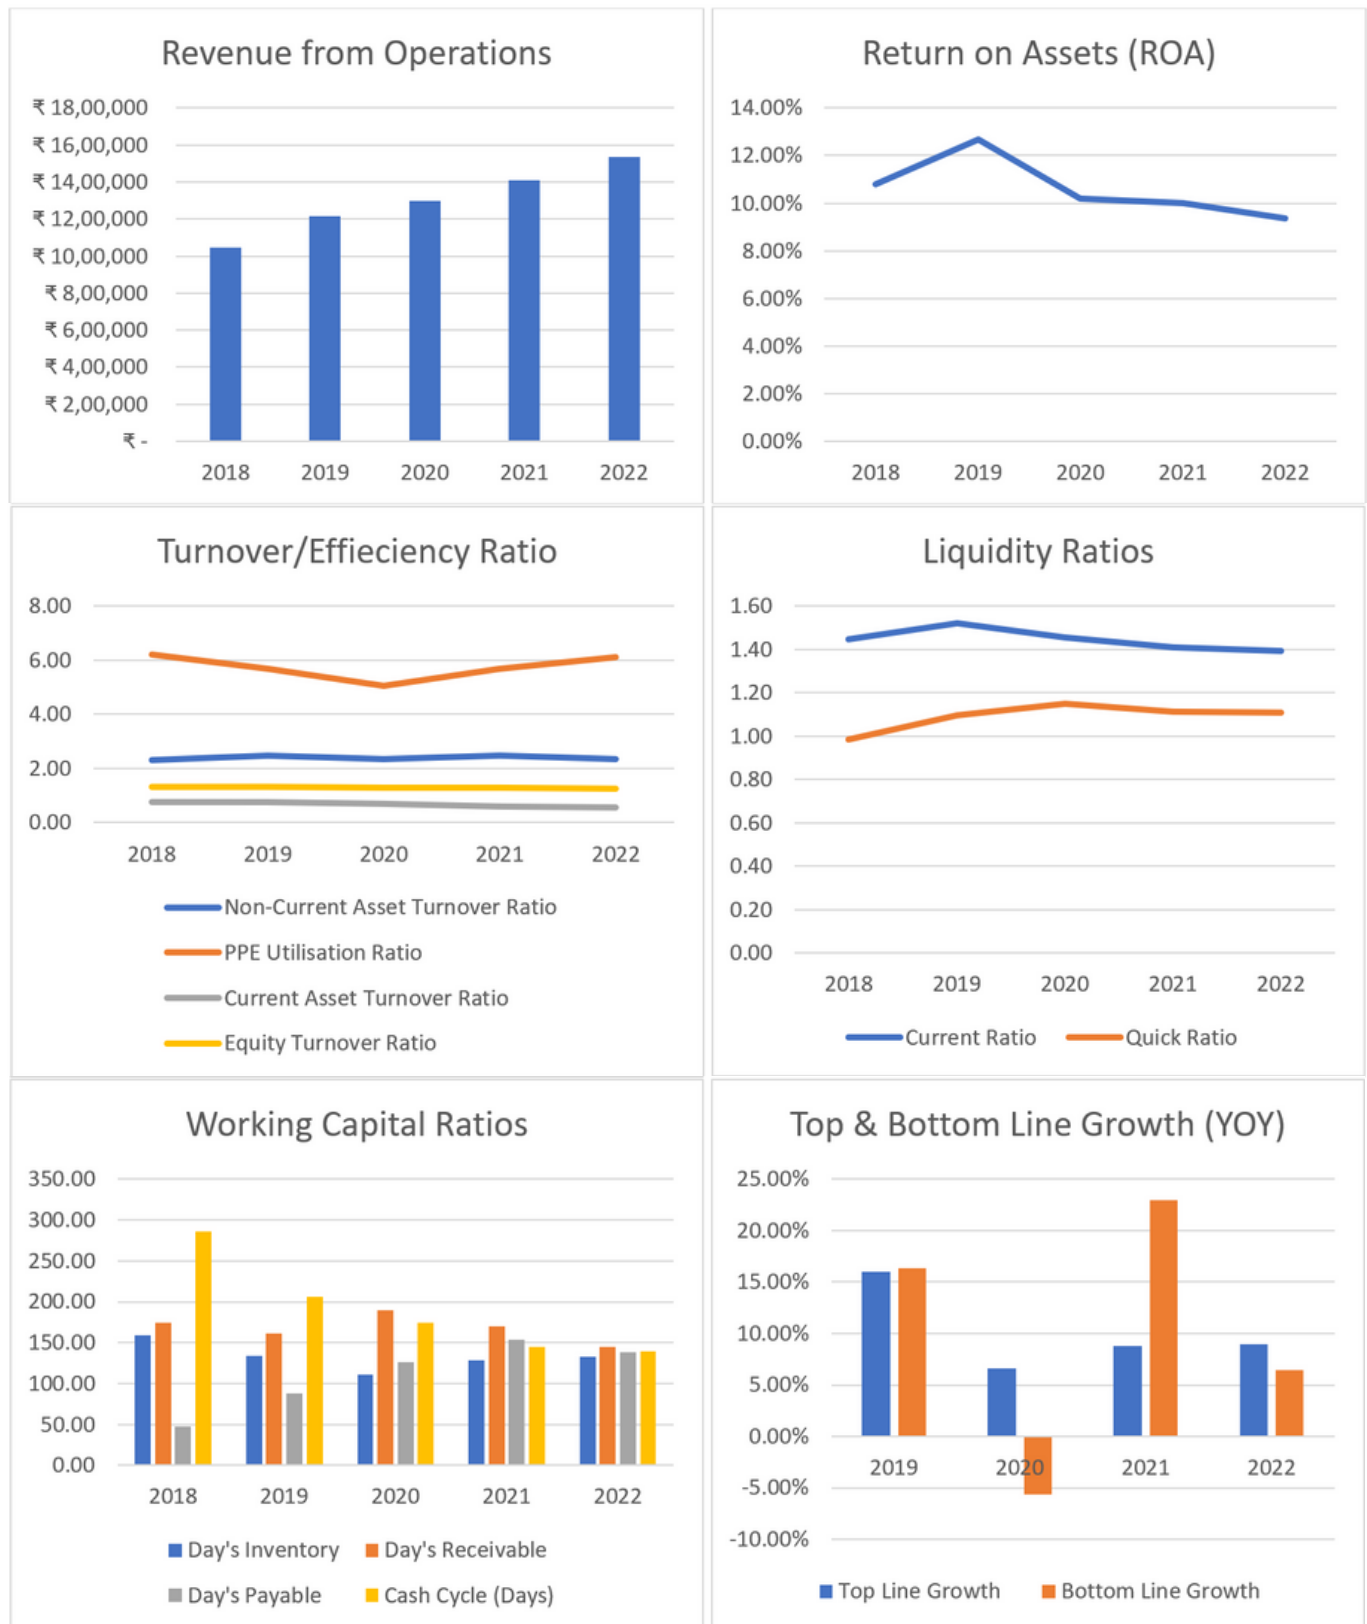 Revenue from Operations
₹ 18,00,000
₹ 16,00,000
₹ 14,00,000
₹ 12,00,000
₹ 10,00,000
₹ 8,00,000
₹ 6,00,000
₹ 4,00,000
₹ 2,00,000
₹ -
2018 2019 2020 2021 2022
Return on Assets (ROA)
14.00%
12.00%
10.00%
8.00%
6.00%
4.00%
2.00%
0.00%
2018 2019 2020 2021 2022
Turnover/Effieciency Ratio
8.00
6.00
4.00
2.00
0.00
2018 2019 2020 2021 2022
Non-Current Asset Turnover Ratio
PPE Utilisation Ratio
Current Asset Turnover Ratio
Equity Turnover Ratio
Liquidity Ratios
1.60
1.40
1.20
1.00
0.80
0.60
0.40
0.20
0.00
2018 2019 2020 2021 2022
Current Ratio Quick Ratio
Working Capital Ratios
350.00
300.00
250.00
200.00
150.00
100.00
50.00
0.00
2018 2019 2020 2021 2022
Day's Inventory Day's Receivable
Day's Payable Cash Cycle (Days)
Top & Bottom Line Growth (YOY)
25.00%
20.00%
15.00%
10.00%
5.00%
0.00%
2019 2020 2021 2022
-5.00%
-10.00%
Top Line Growth Bottom Line Growth